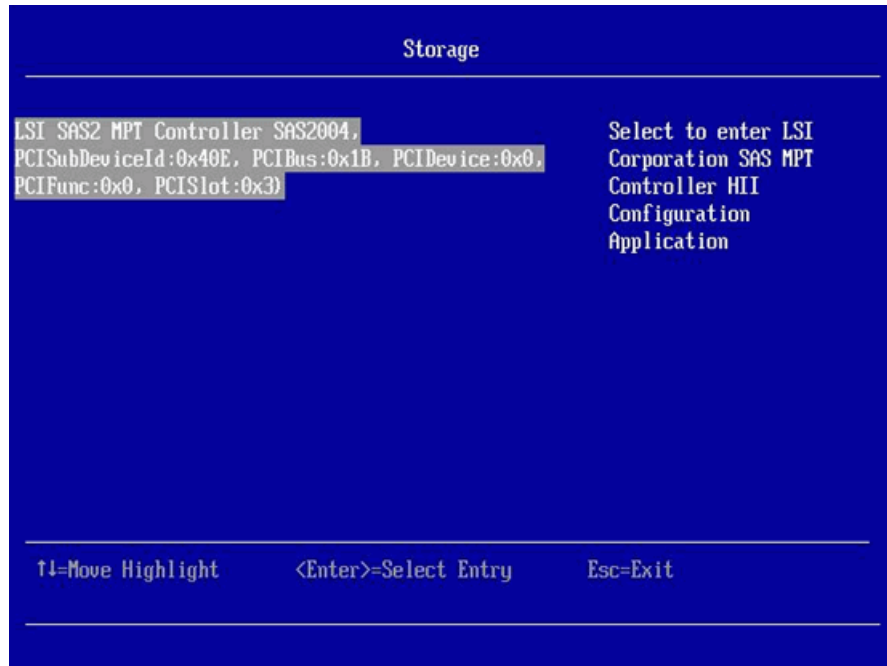 Storage
LSI SAS2 MPT Controller SAS2004,
PCISubDeviceId:0x40E, PCIBus:0x1B, PCIDevice:0x0,
PCIFunc:0x0, PCISlot:0x3)
Select to enter LSI
Corporation SAS MPT
Controller HII
Configuration
Application
↑↓=Move Highlight <Enter>=Select Entry Esc=Exit